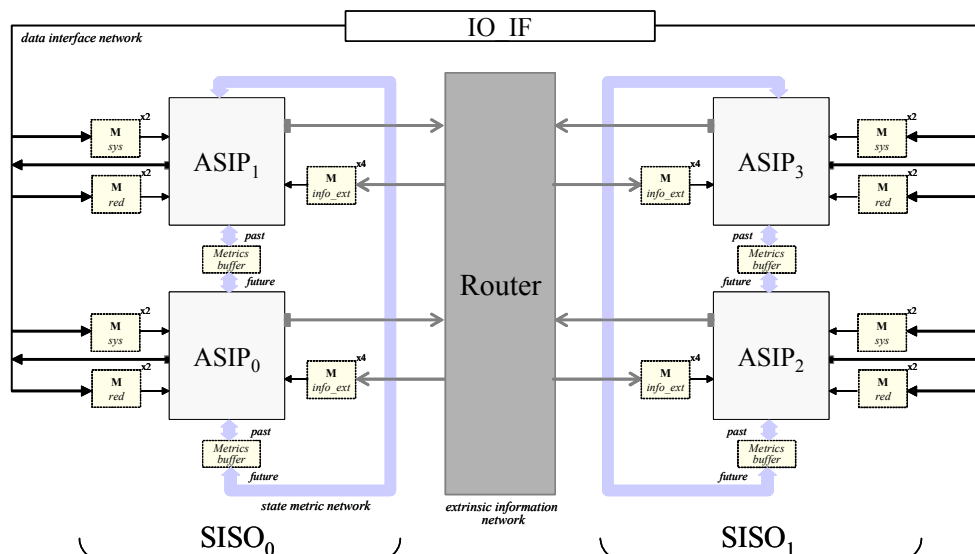 IO_IF
data interface network
x2
M
sys
ASIP1
x4
M
info_ext
x2
M
red
past
Metrics
buffer
future
x2
M
sys
ASIP0
x4
M
info_ext
x2
M
red
past
Metrics
buffer
future
state metric network
SISO0
Router
extrinsic information
network
ASIP3
x2
M
sys
x4
M
info_ext
x2
M
red
past
Metrics
buffer
future
ASIP2
x2
M
sys
x4
M
info_ext
x2
M
red
past
Metrics
buffer
future
SISO1